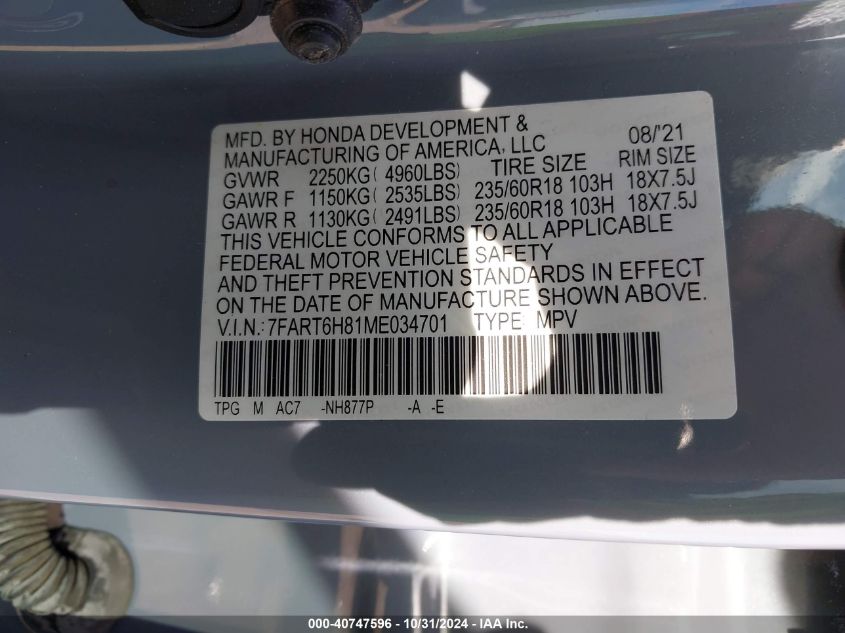 MFD. BY HONDA DEVELOPMENT & 08/'21
MANUFACTURING OF AMERICA, LLC
TIRE SIZE RIM SIZE
GVWR 2250KG( 4960LBS)
GAWR F 1150KG( 2535LBS) 235/60R18 103H 18X7.5J
GAWR R 1130KG( 2491LBS) 235/60R18 103H 18X7.5J
THIS VEHICLE CONFORMS TO ALL APPLICABLE
FEDERAL MOTOR VEHICLE SAFETY
AND THEFT PREVENTION STANDARDS IN EFFECT
ON THE DATE OF MANUFACTURE SHOWN ABOVE.
V.I.N.:7FART6H81ME034701 TYPE: MPV
TPG M AC7 -NH877P -A -E
000-40747596 - 10/31/2024 - IAA Inc.